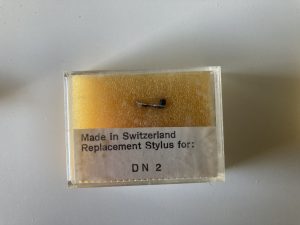 Made in Switzerland
Replacement Stylus for:
DN 2